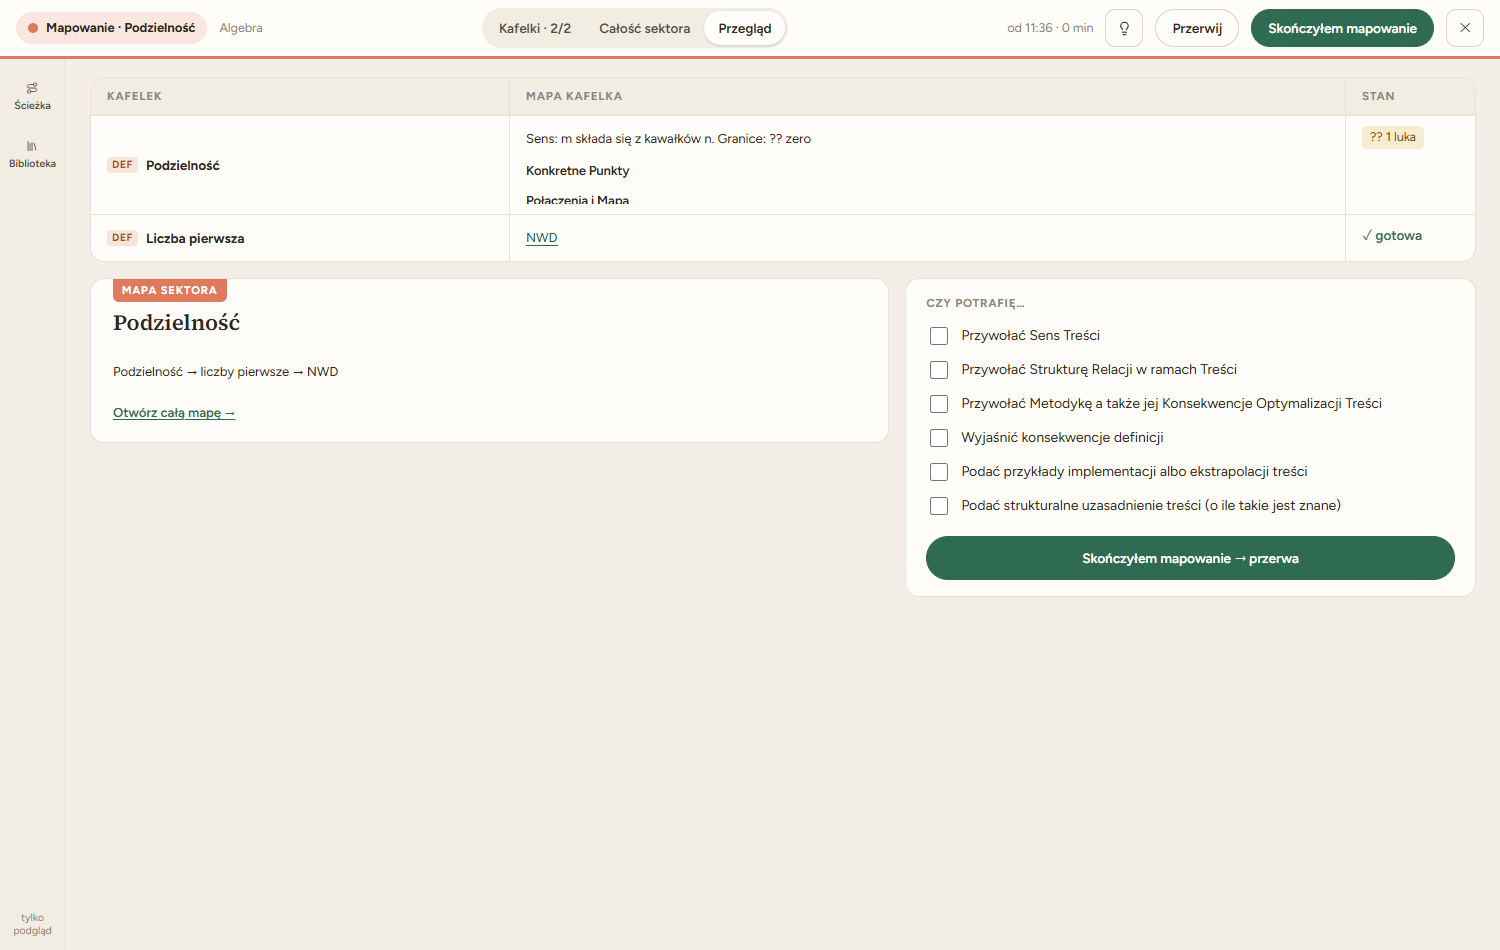 Mapowanie · Podzielność
Algebra
Kafelki · 2/2
Całość sektora
Przegląd
od 11:36 · 0 min
Przerwij
Skończyłem mapowanie
Ścieżka
Biblioteka
KAFELEK
MAPA KAFELKA
STAN
DEF Podzielność
Sens: m składa się z kawałków n. Granice: ?? zero
Konkretne Punkty
Połaczenia i Mapa
?? 1 luka
DEF Liczba pierwsza
NWD
✓ gotowa
MAPA SEKTORA
Podzielność
Podzielność → liczby pierwsze → NWD
Otwórz całą mapę →
CZY POTRAFIĘ…
Przywołać Sens Treści
Przywołać Strukturę Relacji w ramach Treści
Przywołać Metodykę a także jej Konsekwencje Optymalizacji Treści
Wyjaśnić konsekwencje definicji
Podać przykłady implementacji albo ekstrapolacji treści
Podać strukturalne uzasadnienie treści (o ile takie jest znane)
Skończyłem mapowanie → przerwa
tylko
podgląd